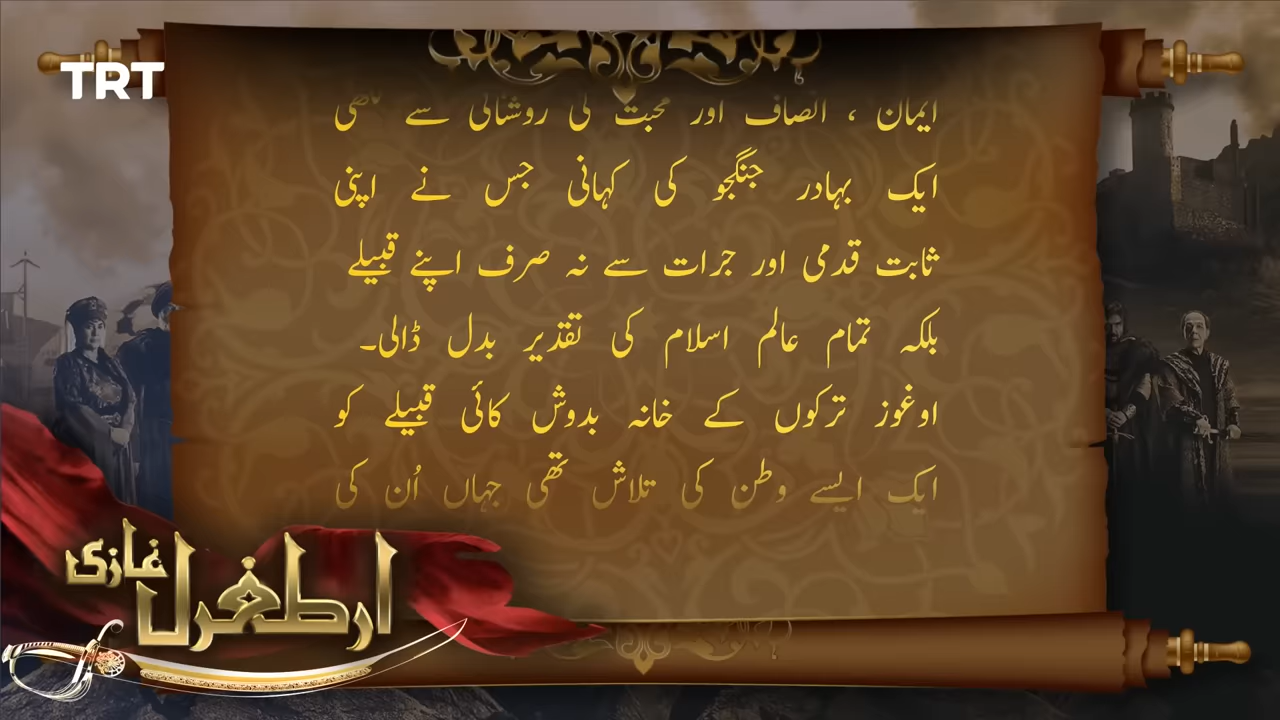 TRT
ایمان ، انصاف اور محبت کی روشنائی سے لکھی
ایک بہادر جنگجو کی کہانی جس نے اپنی
ثابت قدمی اور جرات سے نہ صرف اپنے قبیلے
بلکہ تمام عالم اسلام کی تقدیر بدل ڈالی۔
اوغوز ترکوں کے خانہ بدوش کائی قبیلے کو
ایک ایسے وطن کی تلاش تھی جہاں اُن کی
ارطغرل غازی